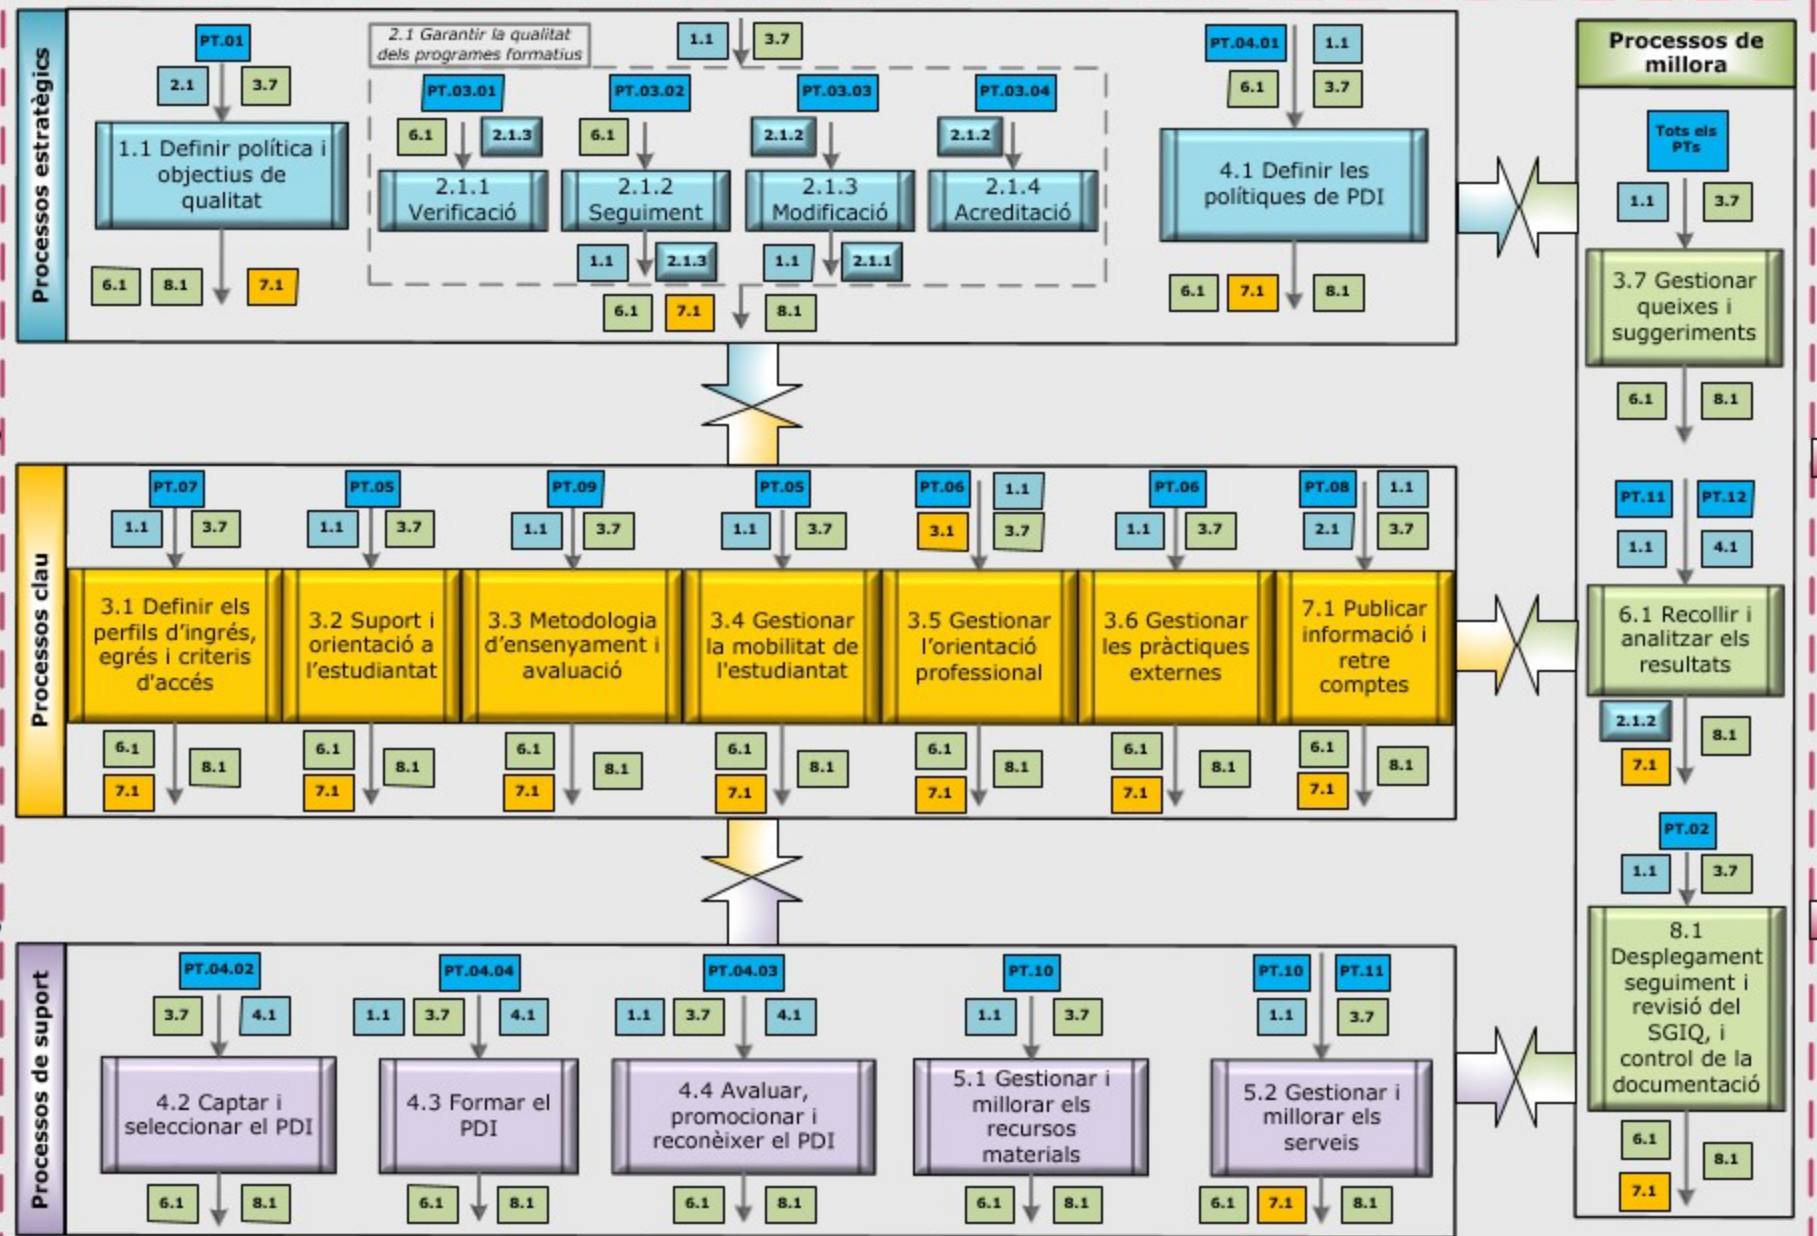 Processos estratègics
PT.01
2.1
3.7
1.1 Definir política i
objectius de
qualitat
6.1
8.1
7.1
2.1 Garantir la qualitat
dels programes formatius
1.1
3.7
PT.03.01
6.1
2.1.3
2.1.1
Verificació
PT.03.02
6.1
2.1.2
Seguiment
1.1
2.1.3
PT.03.03
2.1.2
2.1.3
Modificació
1.1
2.1.1
PT.03.04
2.1.2
2.1.4
Acreditació
6.1
7.1
8.1
PT.04.01
1.1
6.1
3.7
4.1 Definir les
polítiques de PDI
6.1
7.1
8.1
Processos clau
PT.07
1.1
3.7
3.1 Definir els
perfils d'ingrés,
egrés i criteris
d'accés
6.1
8.1
7.1
PT.05
1.1
3.7
3.2 Suport i
orientació a
l'estudiantat
6.1
8.1
7.1
PT.09
1.1
3.7
3.3 Metodologia
d'ensenyament i
avaluació
6.1
8.1
7.1
PT.05
1.1
3.7
3.4 Gestionar
la mobilitat de
l'estudiantat
6.1
8.1
7.1
PT.06
1.1
3.1
3.7
3.5 Gestionar
l'orientació
professional
6.1
8.1
7.1
PT.06
1.1
3.7
3.6 Gestionar
les pràctiques
externes
6.1
8.1
7.1
PT.08
1.1
2.1
3.7
7.1 Publicar
informació i
retre
comptes
6.1
8.1
7.1
Processos de suport
PT.04.02
3.7
4.1
4.2 Captar i
seleccionar el PDI
6.1
8.1
PT.04.04
1.1
3.7
4.1
4.3 Formar el
PDI
6.1
8.1
PT.04.03
1.1
3.7
4.1
4.4 Avaluar,
promocionar i
reconèixer el PDI
6.1
8.1
PT.10
1.1
3.7
5.1 Gestionar i
millorar els
recursos
materials
6.1
8.1
PT.10
PT.11
1.1
3.7
5.2 Gestionar i
millorar els
serveis
6.1
7.1
8.1
Processos de
millora
Tots els
PTs
1.1
3.7
3.7 Gestionar
queixes i
suggeriments
6.1
8.1
PT.11
PT.12
1.1
4.1
6.1 Recollir i
analitzar els
resultats
2.1.2
8.1
7.1
PT.02
1.1
3.7
8.1
Desplegament
seguiment i
revisió del
SGIQ, i
control de la
documentació
6.1
8.1
7.1